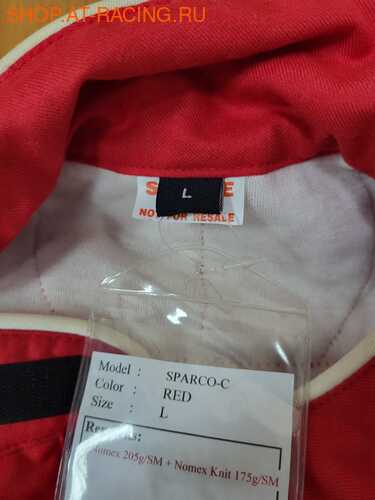 SHOP.AT-RACING.RU
L
NOT FOR RESALE
Model : SPARCO-C
Color : RED
Size : L
Nomex 205g/SM + Nomex Knit 175g/SM